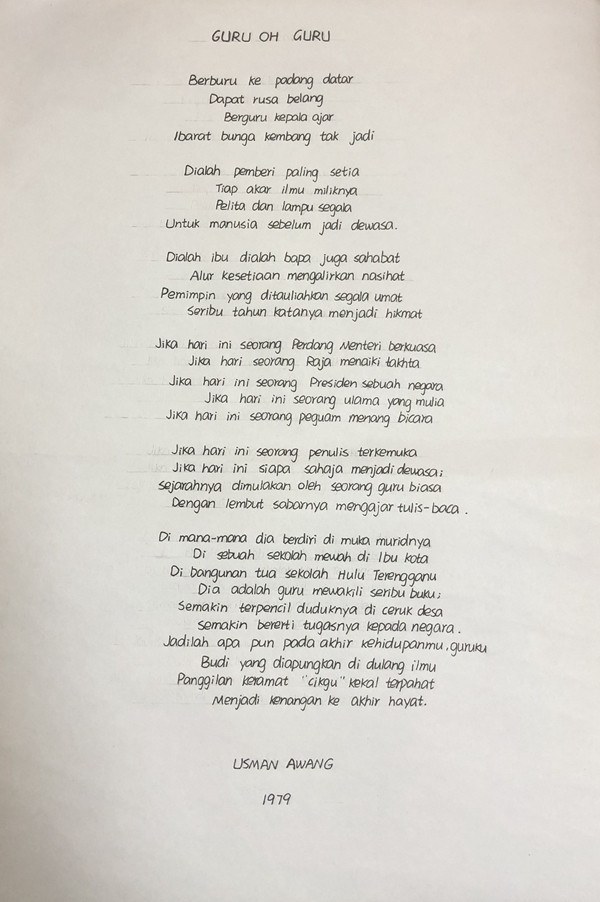 GURU OH GURU
Berburu ke padang datar
Dapat rusa belang
Berguru kepala ajar
Ibarat bunga kembang tak jadi
Dialah pemberi paling setia
Tiap akar ilmu miliknya
Pelita dan lampu segala
Untuk manusia sebelum jadi dewasa.
Dialah ibu dialah bapa juga sahabat
Alur kesetiaan mengalirkan nasihat
Pemimpin yang ditauliahkan segala umat
Seribu tahun katanya menjadi hikmat
Jika hari ini seorang Perdang Menteri berkuasa
Jika hari seorang Raja menaiki takhta
Jika hari ini seorang Presiden sebuah negara
Jika hari ini seorang ulama yang mulia
Jika hari ini seorang peguam menang bicara
Jika hari ini seorang penulis terkemuka
Jika hari ini siapa sahaja menjadi dewasa;
sejarahnya dimulakan oleh seorang guru biasa
Dengan lembut sabarnya mengajar tulis-baca.
Di mana-mana dia berdiri di muka muridnya
Di sebuah sekolah mewah di Ibu kota
Di bangunan tua sekolah Hulu Terengganu
Dia adalah guru mewakili seribu buku;
Semakin terpencil duduknya di ceruk desa
semakin bererti tugasnya kepada negara.
Jadilah apa pun pada akhir kehidupanmu, guruku
Budi yang diapungkan di dulang ilmu
Panggilan keramat "cikgu" kekal terpahat
Menjadi kenangan ke akhir hayat.
USMAN AWANG
1979